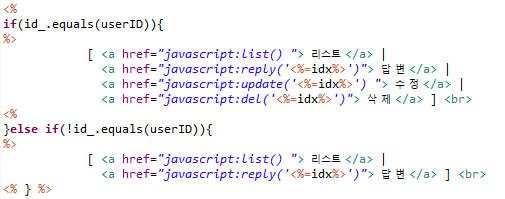 <%
if(id_.equals(userID)){
%>
[ <a href="javascript:list() "> 리스트 </a> |
<a href="javascript:reply('<%=idx%>')"> 답 변 </a> |
<a href="javascript:update('<%=idx%>') "> 수 정 </a> |
<a href="javascript:del('<%=idx%>')"> 삭 제 </a> ] <br>
<%
}else if(!id_.equals(userID)){
%>
[ <a href="javascript:list() "> 리스트 </a> |
<a href="javascript:reply('<%=idx%>')"> 답 변 </a> ] <br>
<% } %>